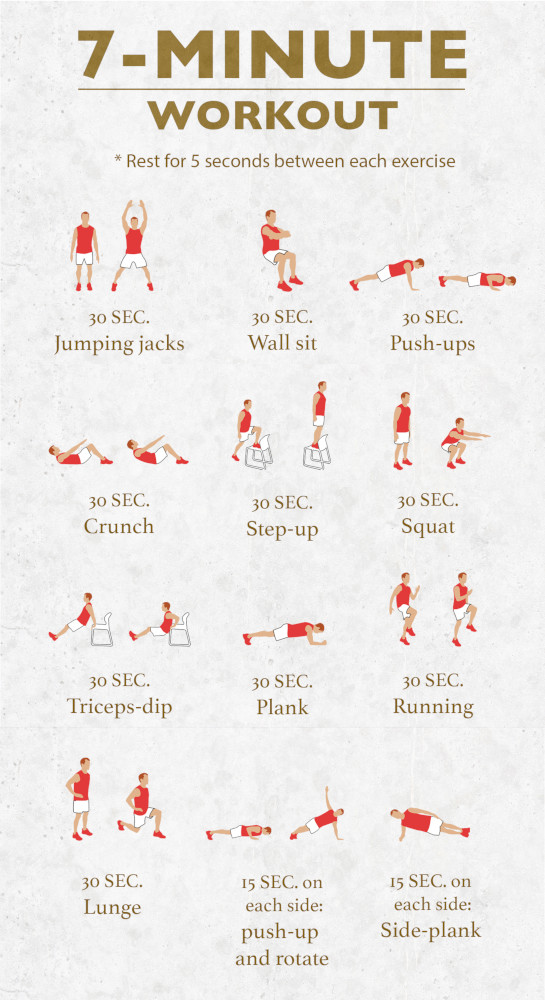 7-MINUTE
WORKOUT
* Rest for 5 seconds between each exercise
30 SEC.
Jumping jacks
30 SEC.
Wall sit
30 SEC.
Push-ups
30 SEC.
Crunch
30 SEC.
Step-up
30 SEC.
Squat
30 SEC.
Triceps-dip
30 SEC.
Plank
30 SEC.
Running
30 SEC.
Lunge
15 SEC. on
each side:
push-up
and rotate
15 SEC. on
each side:
Side-plank